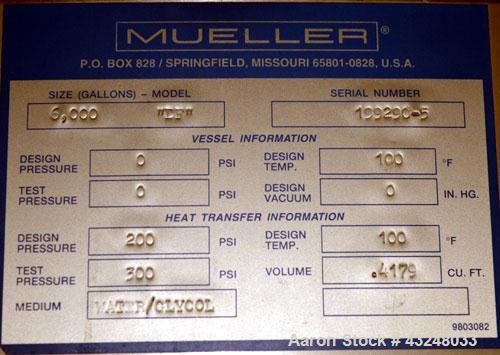 MUELLER®
P.O. BOX 828 / SPRINGFIELD, MISSOURI 65801-0828, U.S.A.
SIZE (GALLONS) - MODEL SERIAL NUMBER
6,000 "DF" 199290-5
VESSEL INFORMATION
DESIGN PRESSURE 0 PSI DESIGN TEMP. 100 °F
TEST PRESSURE 0 PSI DESIGN VACUUM 0 IN. HG.
HEAT TRANSFER INFORMATION
DESIGN PRESSURE 200 PSI DESIGN TEMP. 100 °F
TEST PRESSURE 300 PSI VOLUME .4179 CU. FT.
MEDIUM WATER/GLYCOL
9803082
Aaron Stock # 43248033